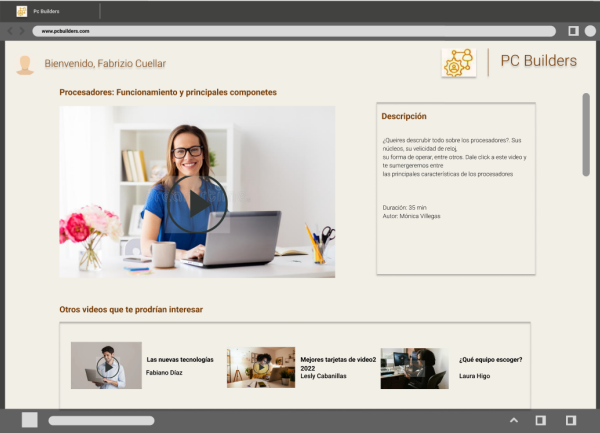 Pc Builders
www.pcbuilders.com
Bienvenido, Fabrizio Cuellar
PC Builders
Procesadores: Funcionamiento y principales componetes
Descripción
¿Queires descrubir todo sobre los procesadores?. Sus
núcleos, su velicidad de reloj,
su forma de operar, entre otros. Dale click a este video y
te sumergeremos entre
las principales características de los procesadores
Duración: 35 min
Autor: Mónica Villegas
Otros videos que te prodrían interesar
Las nuevas tecnologías
Fabiano Díaz
Mejores tarjetas de video2
2022
Lesly Cabanillas
¿Qué equipo escoger?
Laura Higo